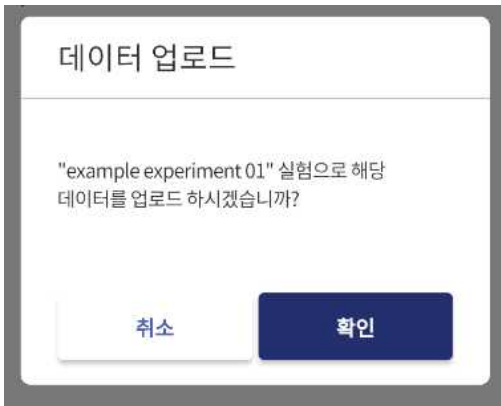 데이터 업로드
"example experiment 01" 실험으로 해당
데이터를 업로드 하시겠습니까?
취소
확인